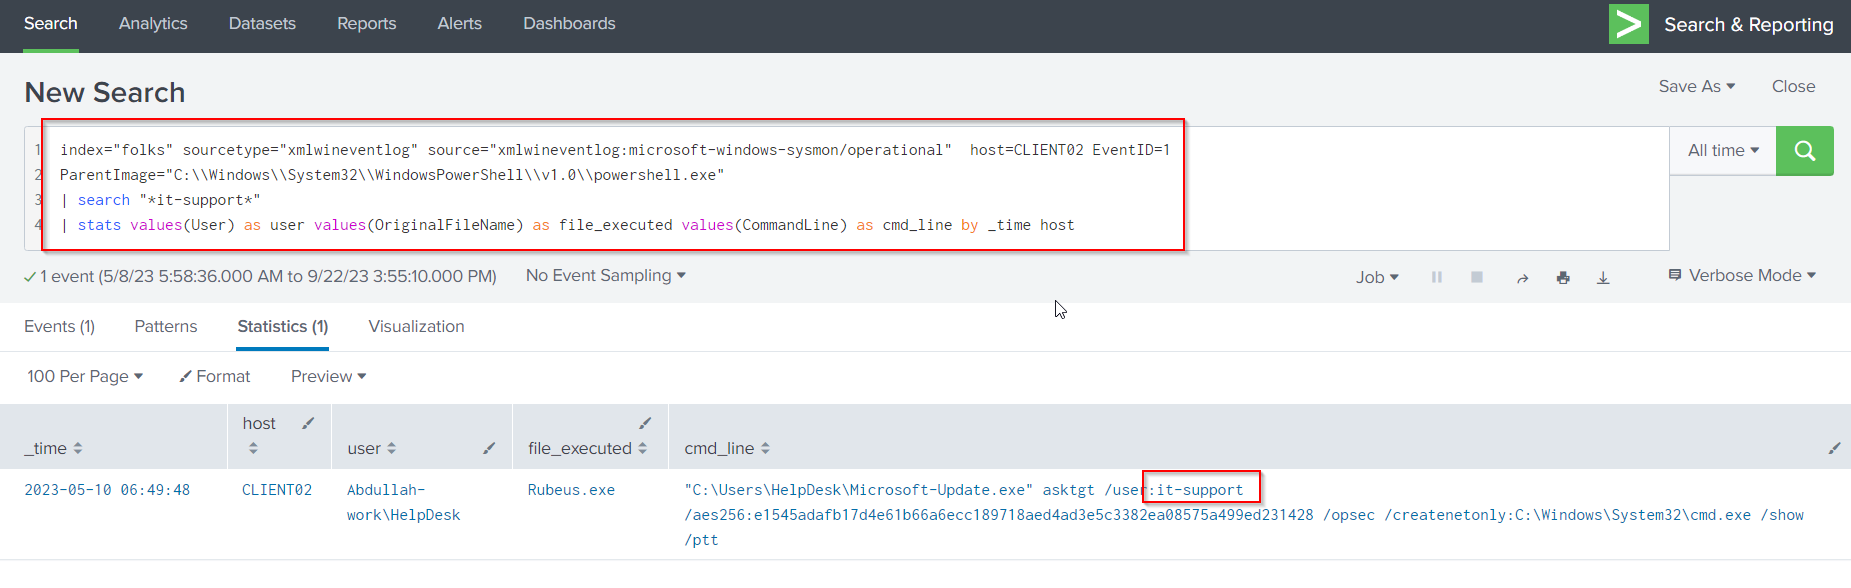 Search Analytics Datasets Reports Alerts Dashboards > Search & Reporting
New Search
Save As Close
1 index="folks" sourcetype="xmlwineventlog" source="xmlwineventlog:microsoft-windows-sysmon/operational"  host=CLIENT02 EventID=1
2 ParentImage="C:\\Windows\\System32\\WindowsPowerShell\\v1.0\\powershell.exe"
3 | search "*it-support*"
4 | stats values(User) as user values(OriginalFileName) as file_executed values(CommandLine) as cmd_line by _time host
All time
1 event (5/8/23 5:58:36.000 AM to 9/22/23 3:55:10.000 PM) No Event Sampling Job Verbose Mode
Events (1) Patterns Statistics (1) Visualization
100 Per Page Format Preview
_time host user file_executed cmd_line
2023-05-10 06:49:48 CLIENT02 Abdullah- Rubeus.exe "C:\Users\HelpDesk\Microsoft-Update.exe" asktgt /user:it-support
work\HelpDesk /aes256:e1545adafb17d4e61b66a6ecc189718aed4ad3e5c3382ea08575a499ed231428 /opsec /createnetonly:C:\Windows\System32\cmd.exe /show
/ptt